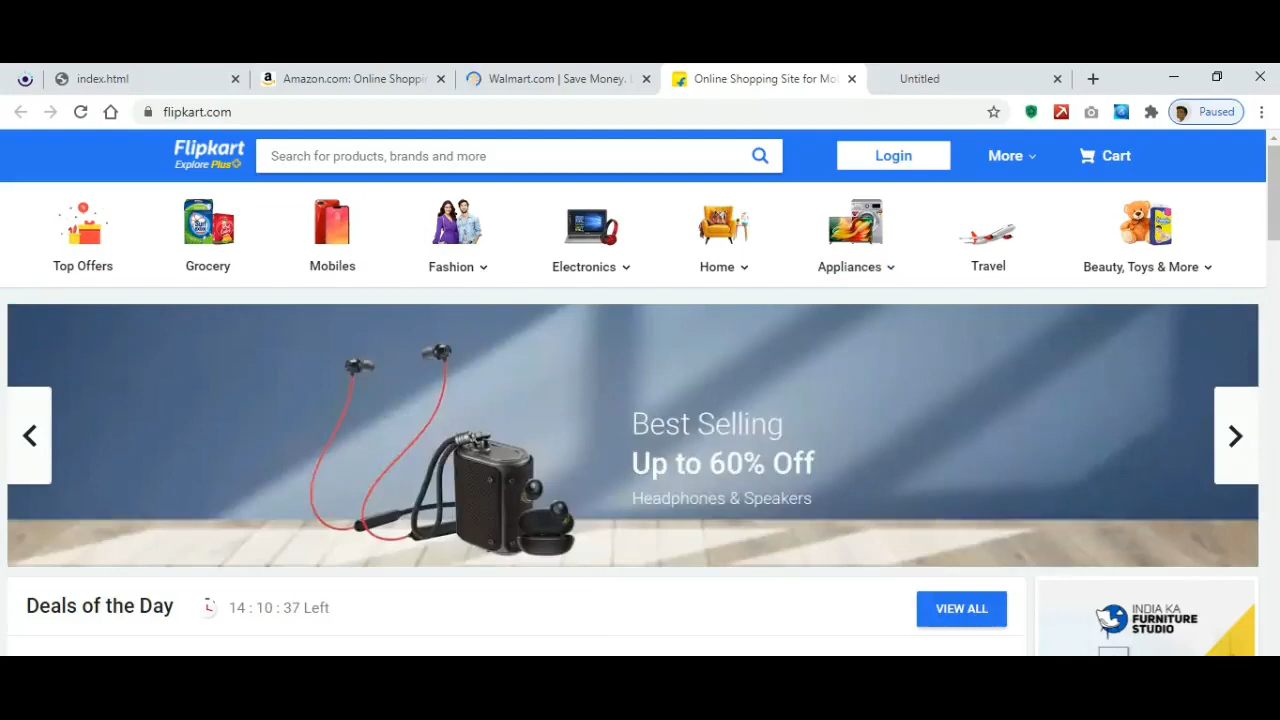 index.html
Amazon.com: Online Shoppi
Walmart.com | Save Money.
Online Shopping Site for Mo
Untitled
flipkart.com
Paused
Flipkart
Explore Plus
Search for products, brands and more
Login
More
Cart
Top Offers
Grocery
Mobiles
Fashion
Electronics
Home
Appliances
Travel
Beauty, Toys & More
Best Selling
Up to 60% Off
Headphones & Speakers
Deals of the Day
14 : 10 : 37 Left
VIEW ALL
INDIA KA
FURNITURE
STUDIO